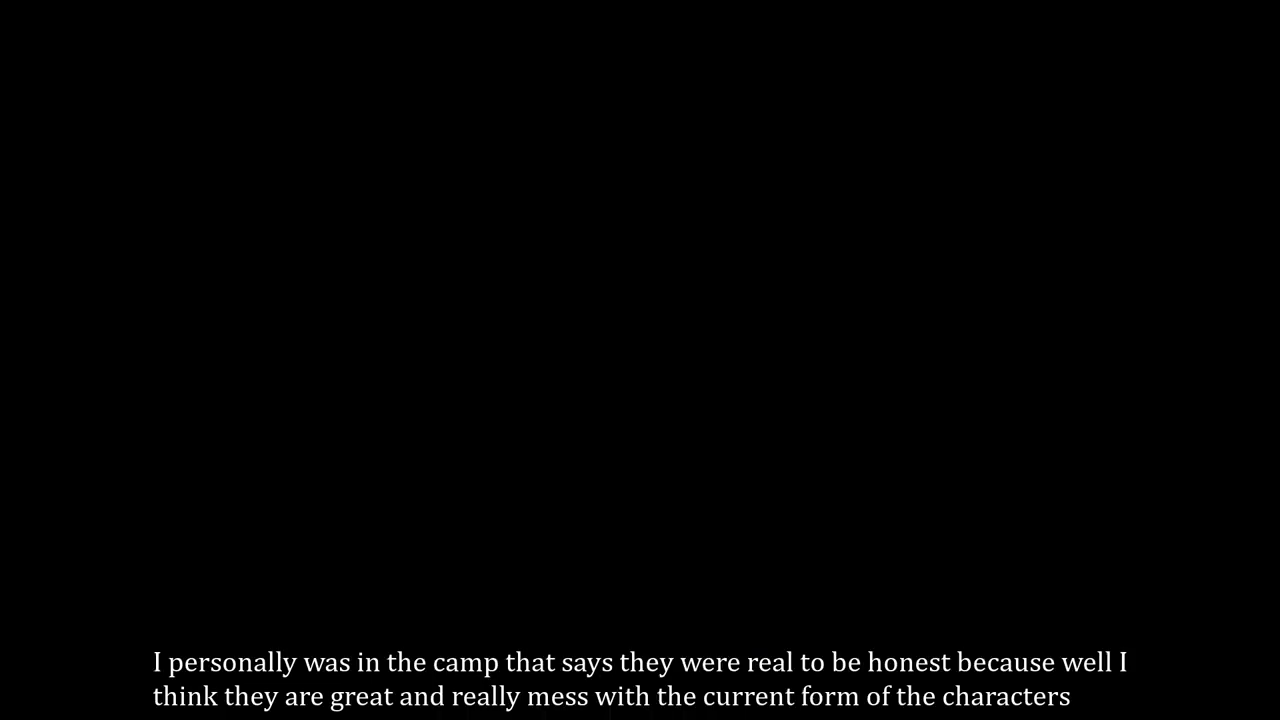 I personally was in the camp that says they were real to be honest because well I
think they are great and really mess with the current form of the characters